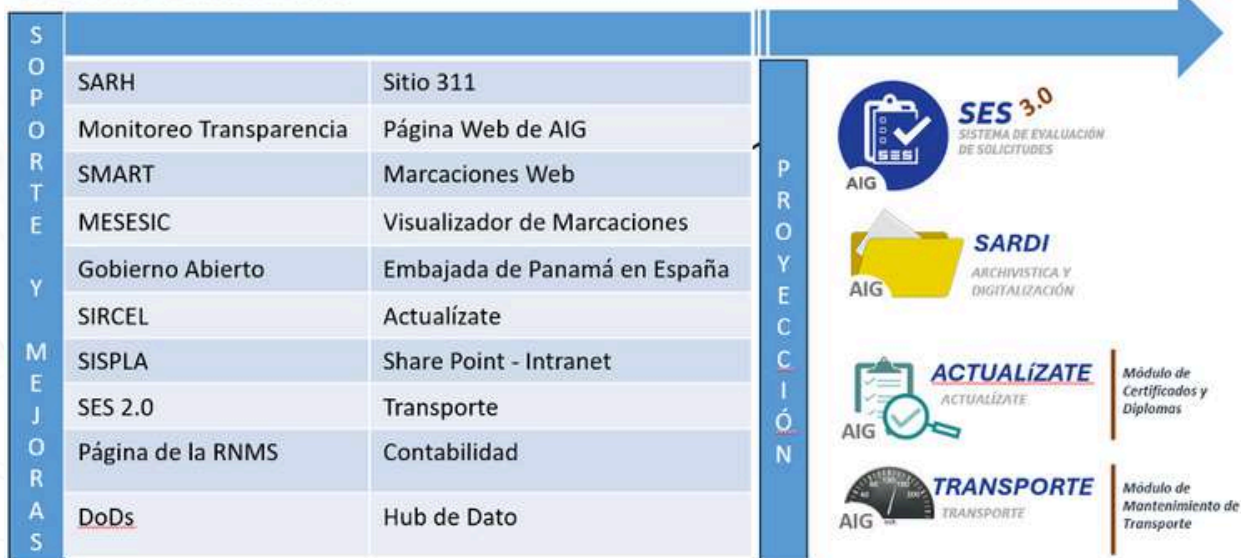 SOPORTE Y MEJORAS
SARH Sitio 311
Monitoreo Transparencia Página Web de AIG
SMART Marcaciones Web
MESESIC Visualizador de Marcaciones
Gobierno Abierto Embajada de Panamá en España
SIRCEL Actualízate
SISPLA Share Point - Intranet
SES 2.0 Transporte
Página de la RNMS Contabilidad
DoDs Hub de Dato
PROYECCIÓN
SES
AIG
SES 3.0
SISTEMA DE EVALUACIÓN
DE SOLICITUDES
AIG
SARDI
ARCHIVISTICA Y
DIGITALIZACIÓN
AIG
ACTUALíZATE
ACTUALÍZATE
Módulo de
Certificados y
Diplomas
AIG
TRANSPORTE
TRANSPORTE
Módulo de
Mantenimiento de
Transporte